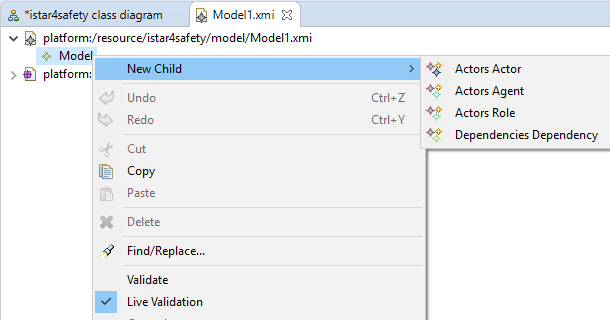 *istar4safety class diagram
Model1.xmi
platform:/resource/istar4safety/model/Model1.xmi
Model
platform:
New Child
Actors Actor
Actors Agent
Actors Role
Dependencies Dependency
Undo Ctrl+Z
Redo Ctrl+Y
Cut
Copy
Paste
Delete
Find/Replace...
Validate
Live Validation